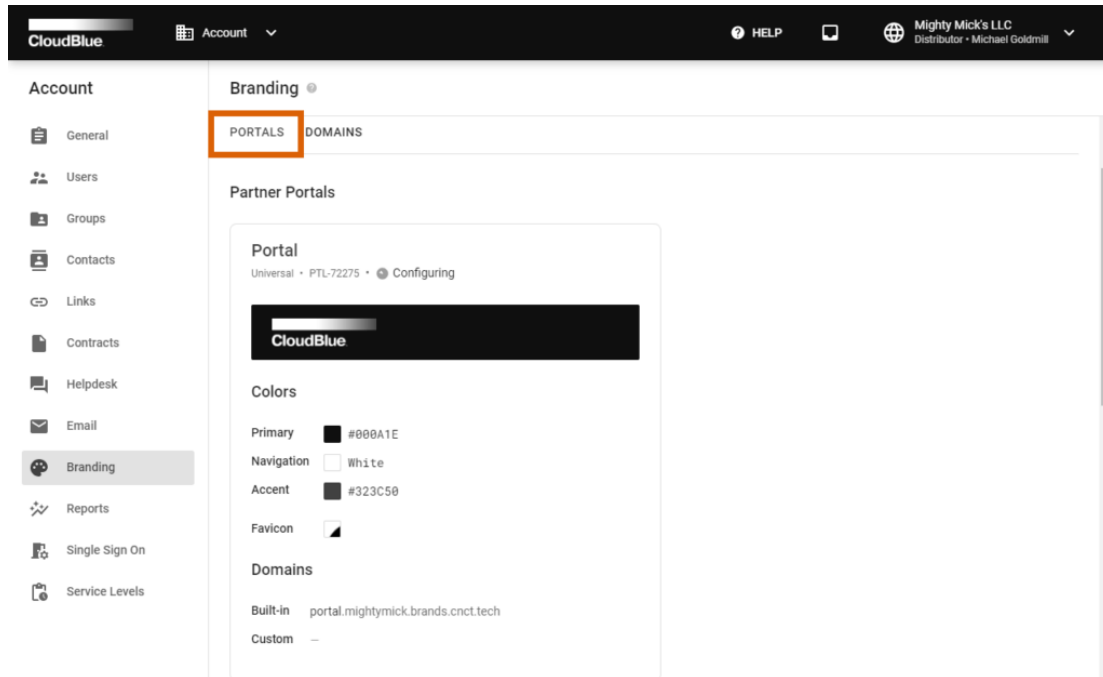 CloudBlue
Account
HELP
Mighty Mick's LLC
Distributor • Michael Goldmill
Account
General
Users
Groups
Contacts
Links
Contracts
Helpdesk
Email
Branding
Reports
Single Sign On
Service Levels
Branding
PORTALS DOMAINS
Partner Portals
Portal
Universal • PTL-72275 • Configuring
CloudBlue
Colors
Primary #000A1E
Navigation White
Accent #323C50
Favicon
Domains
Built-in portal.mightymick.brands.cnct.tech
Custom –